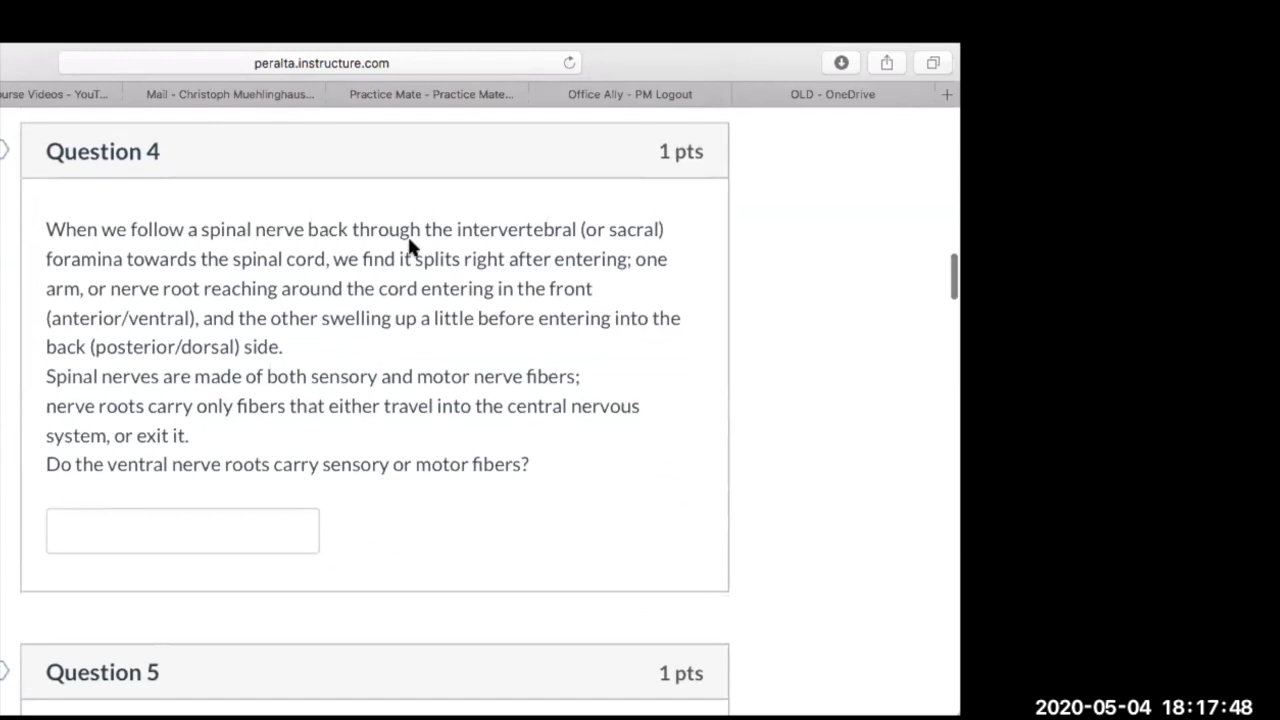 peralta.instructure.com
urse Videos - YouT...
Mail - Christoph Muehlinghaus...
Practice Mate - Practice Mate...
Office Ally - PM Logout
OLD - OneDrive
Question 4
1 pts
When we follow a spinal nerve back through the intervertebral (or sacral)
foramina towards the spinal cord, we find it splits right after entering; one
arm, or nerve root reaching around the cord entering in the front
(anterior/ventral), and the other swelling up a little before entering into the
back (posterior/dorsal) side.
Spinal nerves are made of both sensory and motor nerve fibers;
nerve roots carry only fibers that either travel into the central nervous
system, or exit it.
Do the ventral nerve roots carry sensory or motor fibers?
Question 5
1 pts
2020-05-04 18:17:48